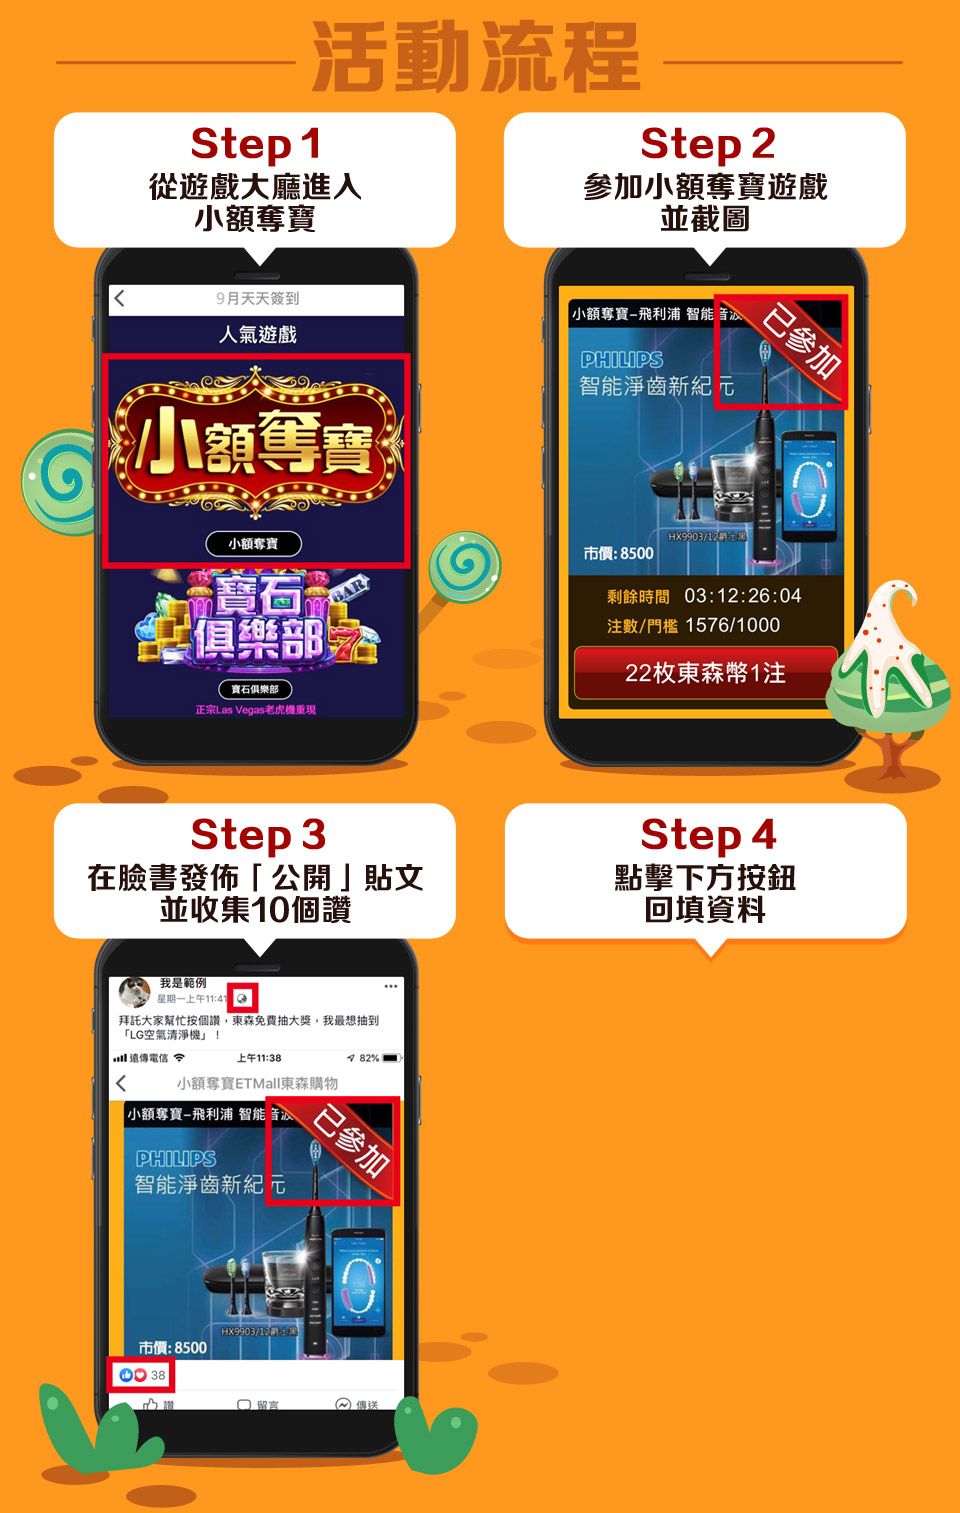 活動流程
Step 1
從遊戲大廳進入
小額奪寶
9月天天簽到
人氣遊戲
小額奪寶
小額奪寶
寶石
BAR
俱樂部
7
寶石俱樂部
正宗Las Vegas老虎機重現
Step 2
參加小額奪寶遊戲
並截圖
小額奪寶-飛利浦 智能音波
已參加
PHILIPS
智能淨齒新紀元
HX9903/12爵士黑
市價: 8500
剩餘時間 03:12:26:04
注數/門檻 1576/1000
22枚東森幣1注
Step 3
在臉書發佈「公開」貼文
並收集10個讚
我是範例
星期一上午11:41
拜託大家幫忙按個讚，東森免費抽大獎，我最想抽到
「LG空氣清淨機」！
遠傳電信 上午11:38 82%
小額奪寶ETMall東森購物
小額奪寶-飛利浦 智能音波
已參加
PHILIPS
智能淨齒新紀元
HX9903/12爵士黑
市價: 8500
38
讚 留言 傳送
Step 4
點擊下方按鈕
回填資料